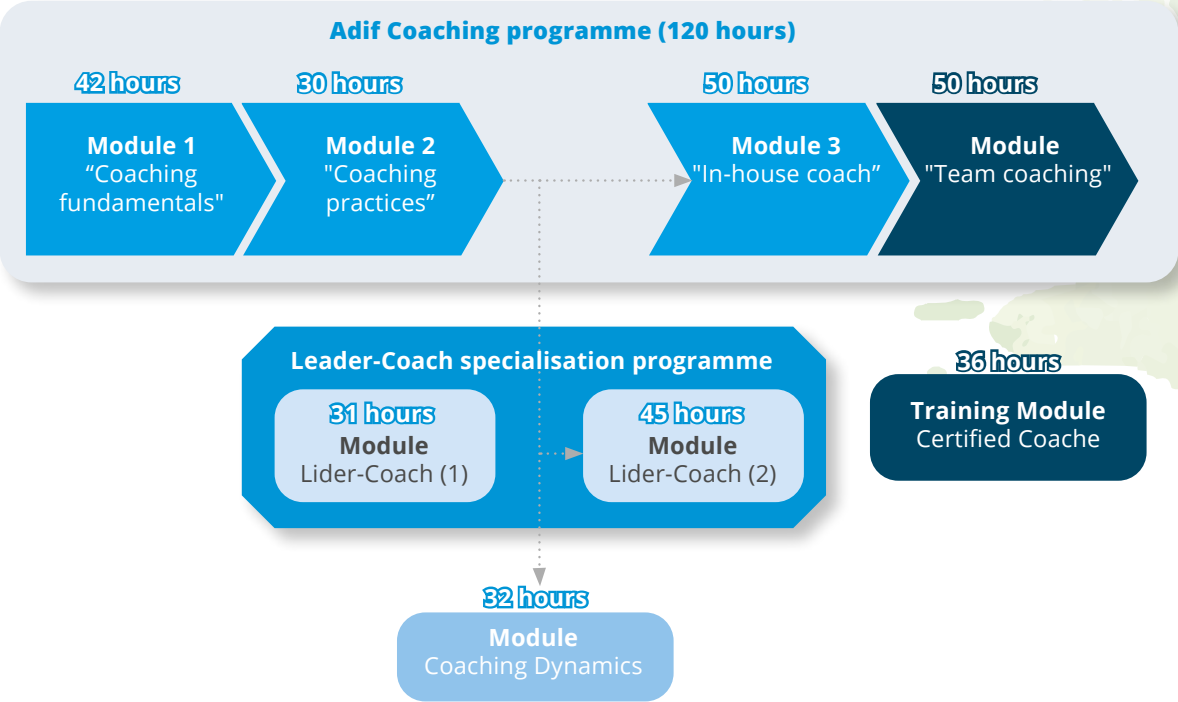 Adif Coaching programme (120 hours)
42 hours
Module 1
“Coaching
fundamentals"
30 hours
Module 2
"Coaching
practices”
50 hours
Module 3
"In-house coach”
50 hours
Module
"Team coaching"
Leader-Coach specialisation programme
31 hours
Module
Lider-Coach (1)
45 hours
Module
Lider-Coach (2)
36 hours
Training Module
Certified Coache
32 hours
Module
Coaching Dynamics